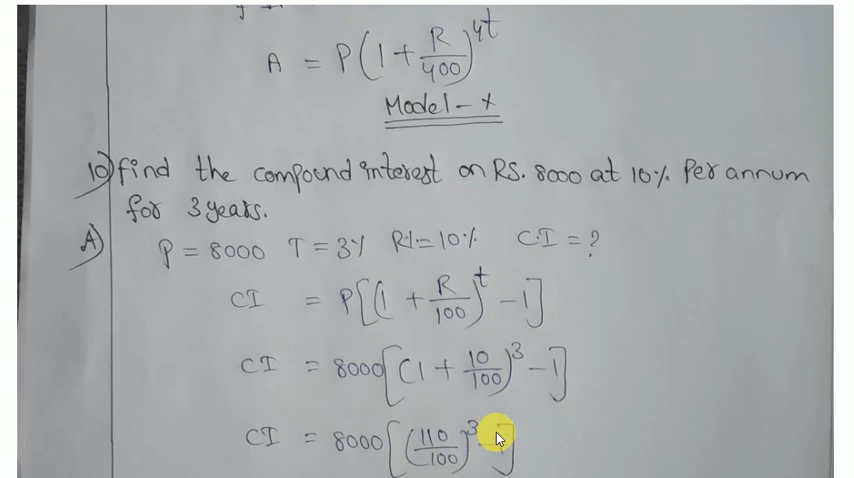 A = P(1 + R/400)^4t
Model - x
10) find the compound interest on RS. 8000 at 10% Per annum
for 3 years.
A) P = 8000 T = 3Y R% = 10% C.I = ?
CI = P[(1 + R/100)^t - 1]
CI = 8000[(1 + 10/100)^3 - 1]
CI = 8000[(110/100)^3 - 1]